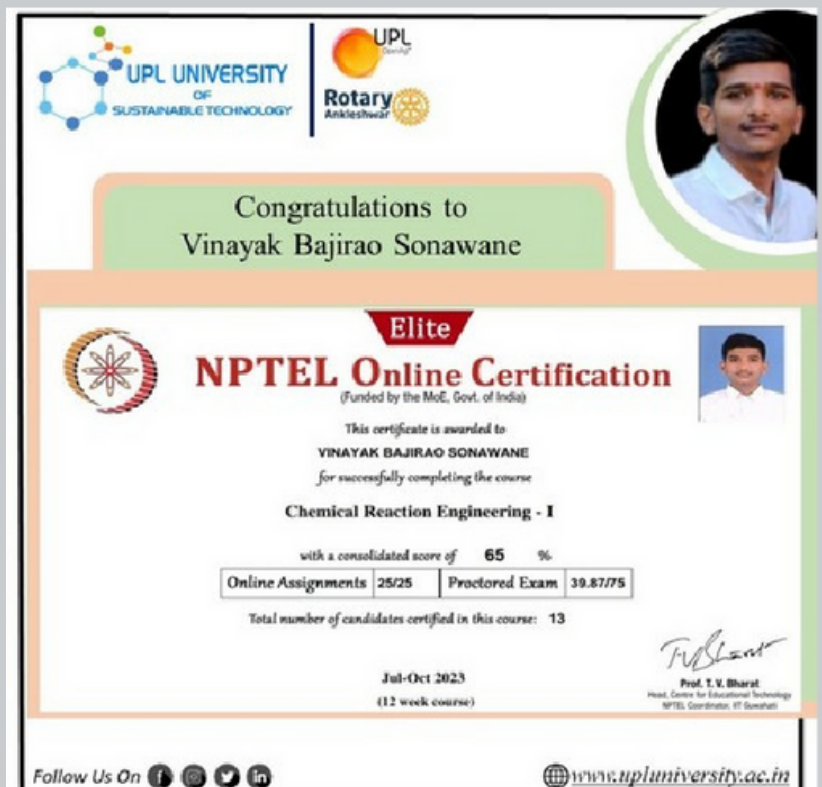 UPL UNIVERSITY
OF
SUSTAINABLE TECHNOLOGY
UPL
OpenAg
Rotary
Ankleshwar
Congratulations to
Vinayak Bajirao Sonawane
Elite
NPTEL Online Certification
(Funded by the MoE, Govt. of India)
This certificate is awarded to
VINAYAK BAJIRAO SONAWANE
for successfully completing the course
Chemical Reaction Engineering - I
with a consolidated score of 65 %
Online Assignments 25/25 Proctored Exam 39.87/75
Total number of candidates certified in this course: 13
Jul-Oct 2023
(12 week course)
Prof. T. V. Bharat
Head, Centre for Educational Technology
NPTEL Coordinator, IIT Guwahati
Follow Us On
www.upluniversity.ac.in